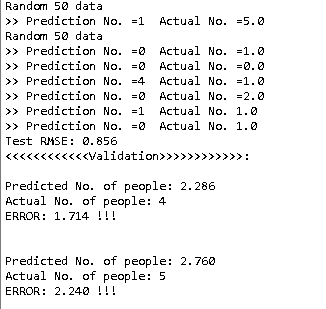 Random 50 data
>> Prediction No. =1  Actual No. =5.0
Random 50 data
>> Prediction No. =0  Actual No. =1.0
>> Prediction No. =0  Actual No. =0.0
>> Prediction No. =4  Actual No. =1.0
>> Prediction No. =0  Actual No. =2.0
>> Prediction No. =1  Actual No. 1.0
>> Prediction No. =0  Actual No. 1.0
Test RMSE: 0.856
<<<<<<<<<<<<Validation>>>>>>>>>>>>:
Predicted No. of people: 2.286
Actual No. of people: 4
ERROR: 1.714 !!!
Predicted No. of people: 2.760
Actual No. of people: 5
ERROR: 2.240 !!!